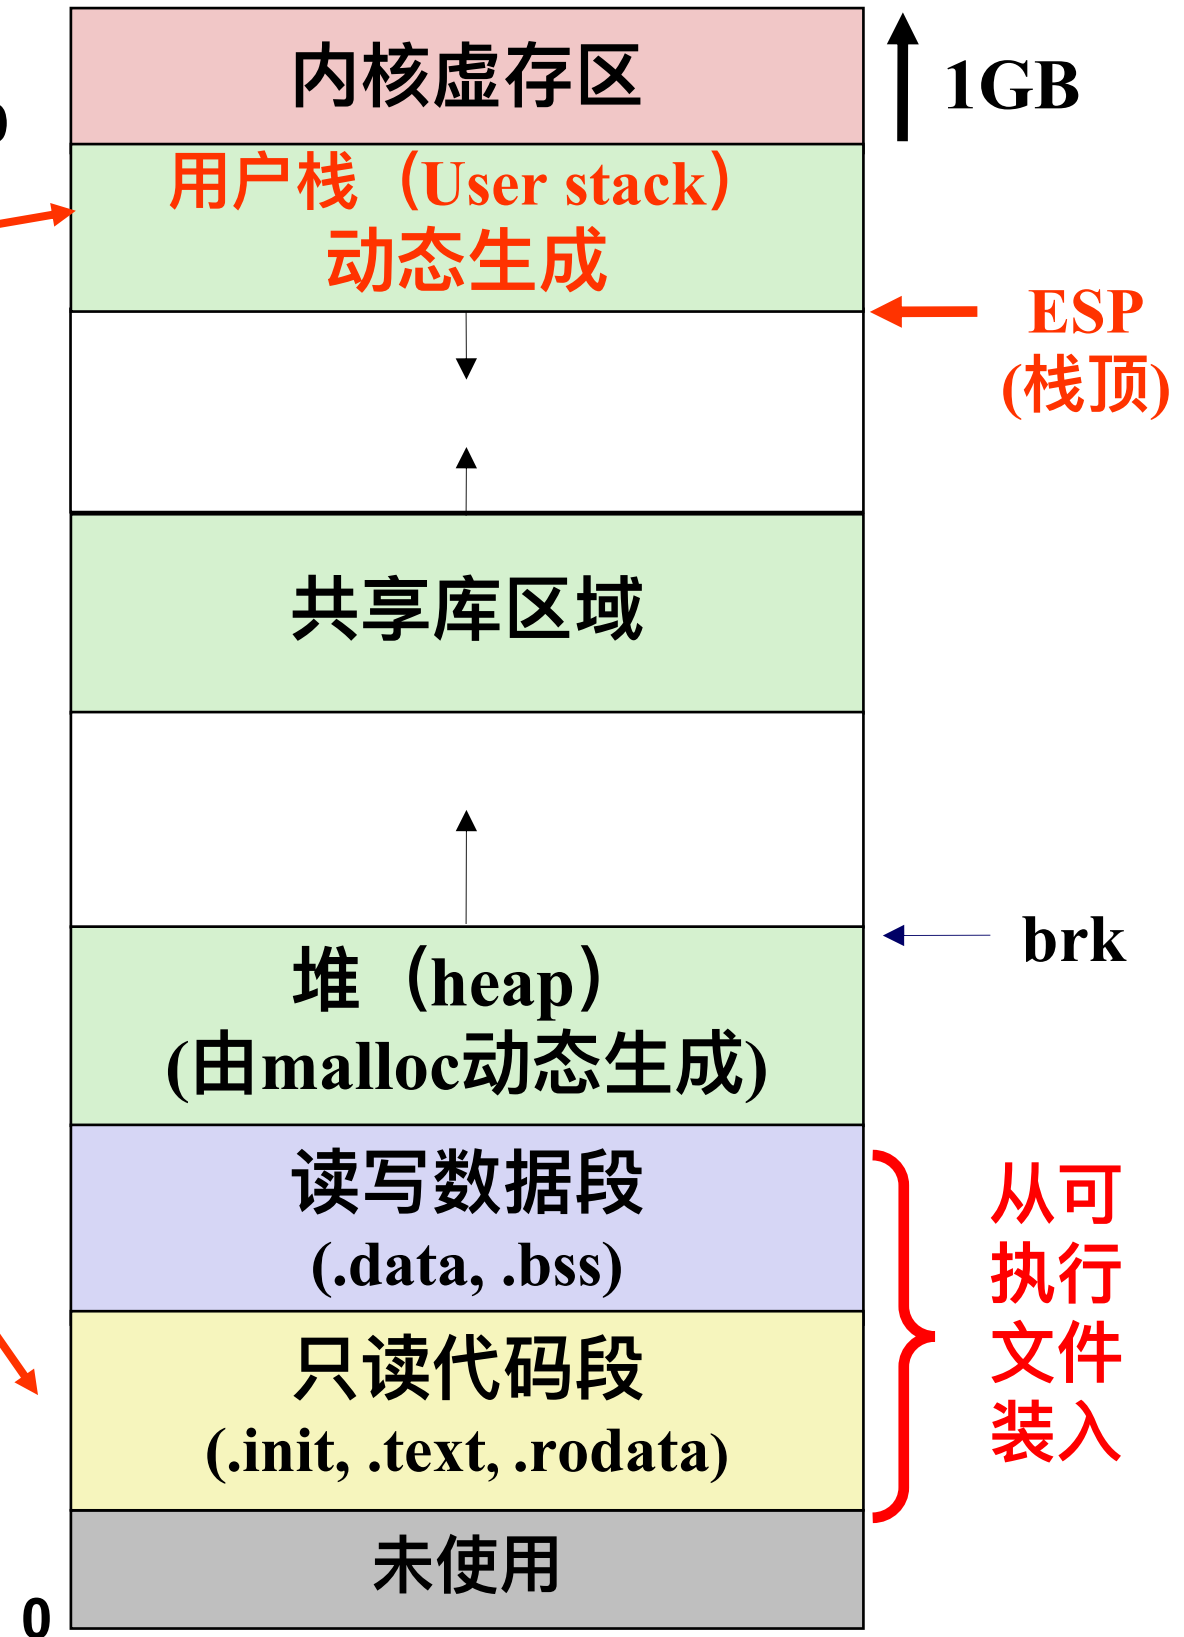 内核虚存区
1GB
用户栈（User stack）
动态生成
ESP
(栈顶)
共享库区域
brk
堆（heap）
(由malloc动态生成)
读写数据段
(.data, .bss)
从可
执行
文件
装入
只读代码段
(.init, .text, .rodata)
未使用
0